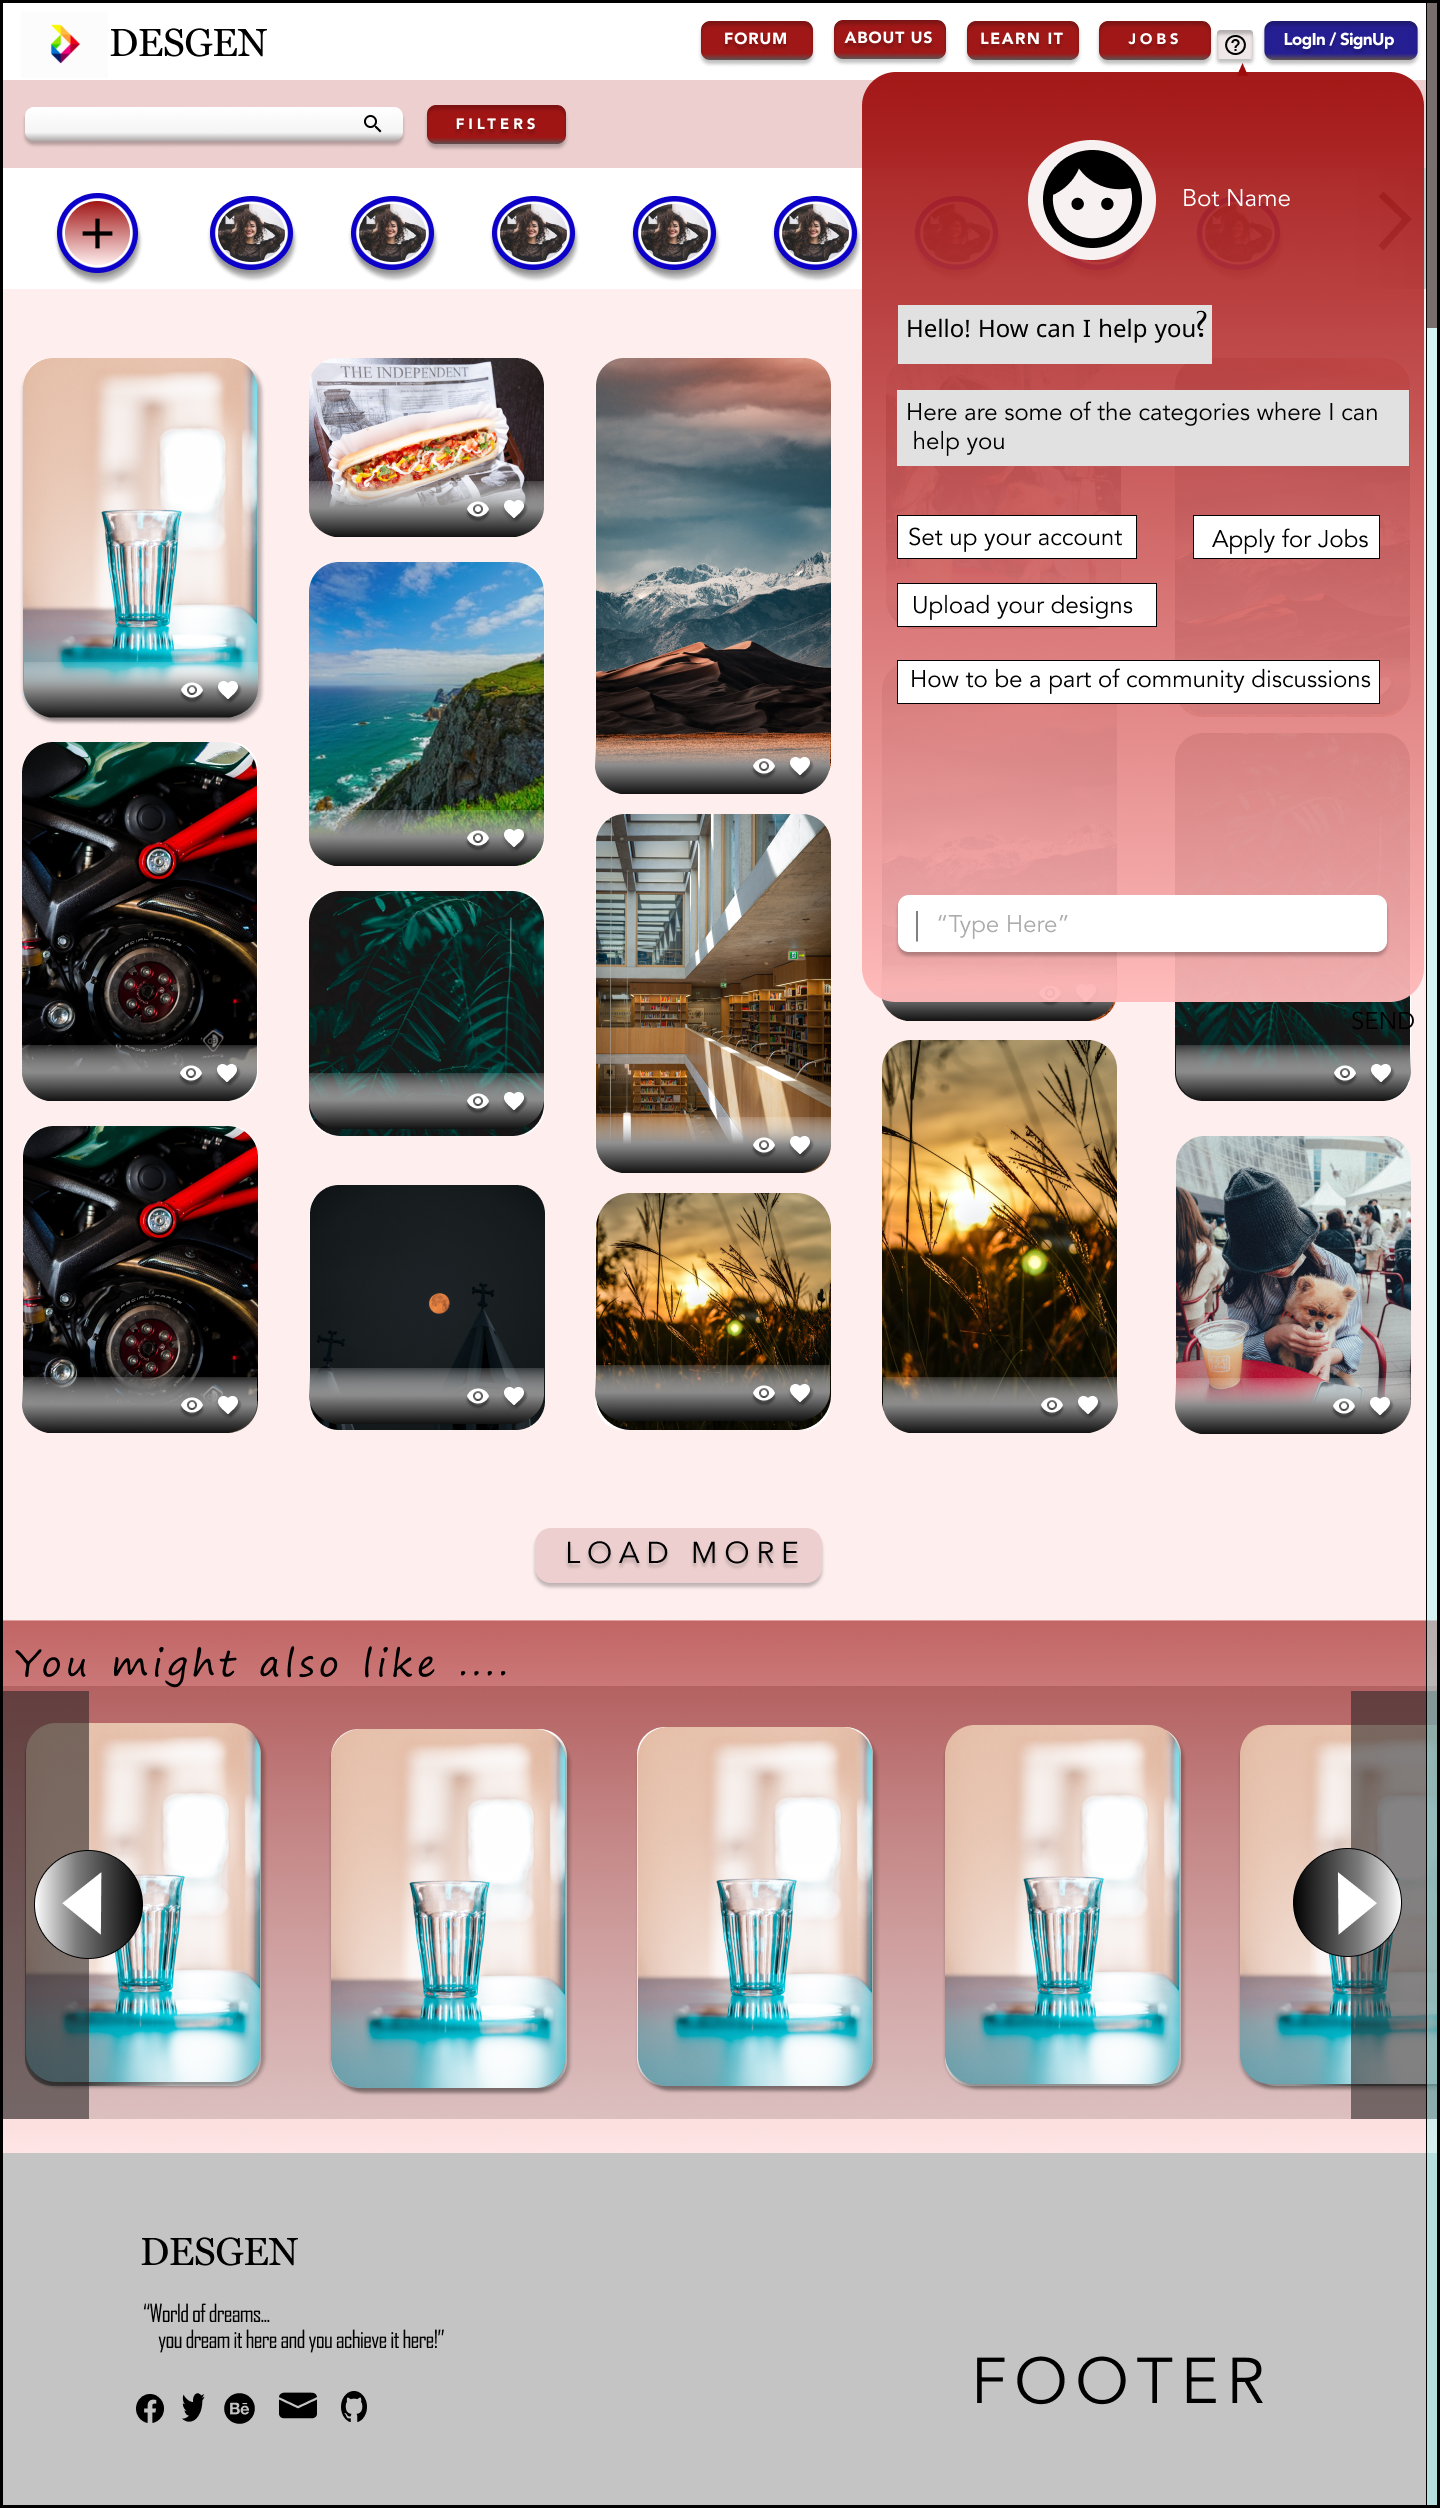 DESGEN
FORUM
ABOUT US
LEARN IT
JOBS
LogIn / SignUp
FILTERS
Bot Name
Hello! How can I help you?
Here are some of the categories where I can
help you
Set up your account
Apply for Jobs
Upload your designs
How to be a part of community discussions
"Type Here"
SEND
THE INDEPENDENT
LOAD MORE
You might also like ....
DESGEN
“World of dreams...
you dream it here and you achieve it here!”
Bē
FOOTER